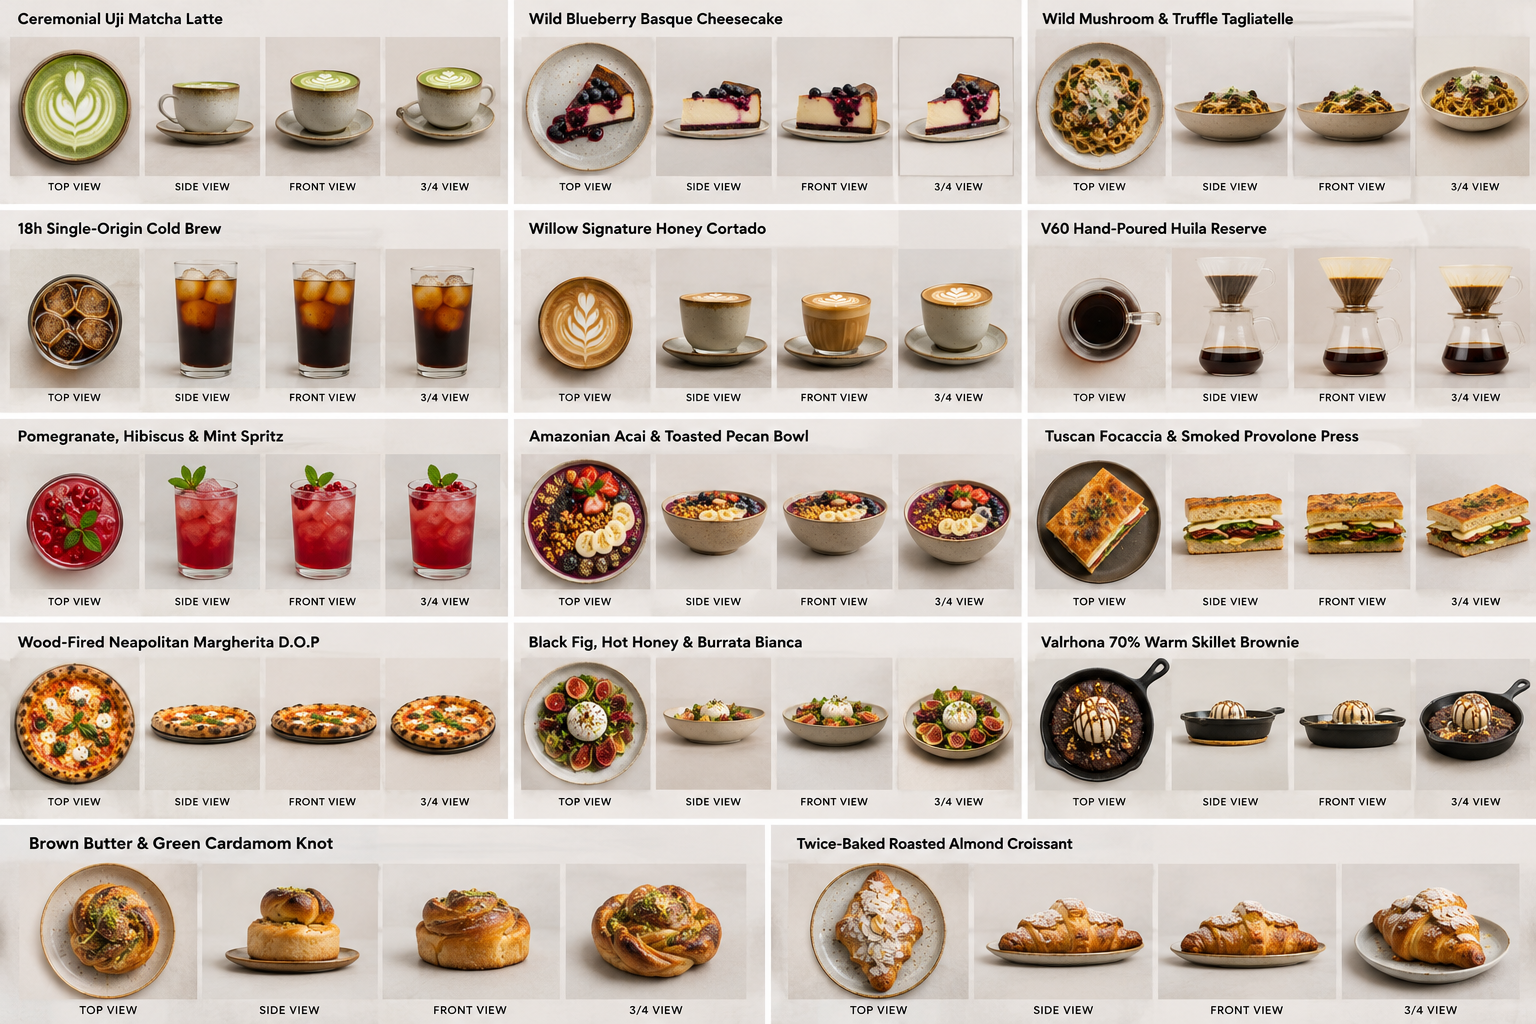 Ceremonial Uji Matcha Latte
TOP VIEW
SIDE VIEW
FRONT VIEW
3/4 VIEW
Wild Blueberry Basque Cheesecake
TOP VIEW
SIDE VIEW
FRONT VIEW
3/4 VIEW
Wild Mushroom & Truffle Tagliatelle
TOP VIEW
SIDE VIEW
FRONT VIEW
3/4 VIEW
18h Single-Origin Cold Brew
TOP VIEW
SIDE VIEW
FRONT VIEW
3/4 VIEW
Willow Signature Honey Cortado
TOP VIEW
SIDE VIEW
FRONT VIEW
3/4 VIEW
V60 Hand-Poured Huila Reserve
TOP VIEW
SIDE VIEW
FRONT VIEW
3/4 VIEW
Pomegranate, Hibiscus & Mint Spritz
TOP VIEW
SIDE VIEW
FRONT VIEW
3/4 VIEW
Amazonian Acai & Toasted Pecan Bowl
TOP VIEW
SIDE VIEW
FRONT VIEW
3/4 VIEW
Tuscan Focaccia & Smoked Provolone Press
TOP VIEW
SIDE VIEW
FRONT VIEW
3/4 VIEW
Wood-Fired Neapolitan Margherita D.O.P
TOP VIEW
SIDE VIEW
FRONT VIEW
3/4 VIEW
Black Fig, Hot Honey & Burrata Bianca
TOP VIEW
SIDE VIEW
FRONT VIEW
3/4 VIEW
Valrhona 70% Warm Skillet Brownie
TOP VIEW
SIDE VIEW
FRONT VIEW
3/4 VIEW
Brown Butter & Green Cardamom Knot
TOP VIEW
SIDE VIEW
FRONT VIEW
3/4 VIEW
Twice-Baked Roasted Almond Croissant
TOP VIEW
SIDE VIEW
FRONT VIEW
3/4 VIEW